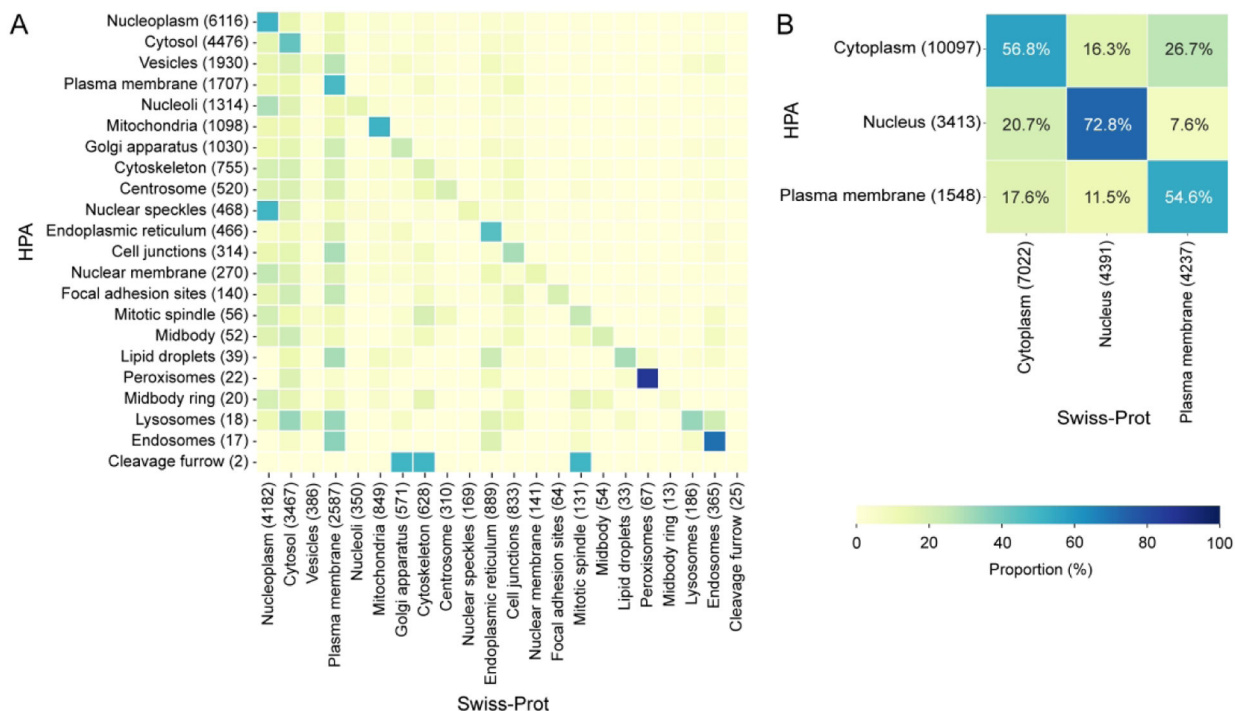 A
Nucleoplasm (6116)
Cytosol (4476)
Vesicles (1930)
Plasma membrane (1707)
Nucleoli (1314)
Mitochondria (1098)
Golgi apparatus (1030)
Cytoskeleton (755)
Centrosome (520)
Nuclear speckles (468)
Endoplasmic reticulum (466)
Cell junctions (314)
Nuclear membrane (270)
Focal adhesion sites (140)
Mitotic spindle (56)
Midbody (52)
Lipid droplets (39)
Peroxisomes (22)
Midbody ring (20)
Lysosomes (18)
Endosomes (17)
Cleavage furrow (2)
HPA
Nucleoplasm (4182)
Cytosol (3467)
Vesicles (386)
Plasma membrane (2587)
Nucleoli (350)
Mitochondria (849)
Golgi apparatus (571)
Cytoskeleton (628)
Centrosome (310)
Nuclear speckles (169)
Endoplasmic reticulum (889)
Cell junctions (833)
Nuclear membrane (141)
Focal adhesion sites (64)
Mitotic spindle (131)
Midbody (54)
Lipid droplets (33)
Peroxisomes (67)
Midbody ring (13)
Lysosomes (186)
Endosomes (365)
Cleavage furrow (25)
Swiss-Prot
B
Cytoplasm (10097) 56.8% 16.3% 26.7%
Nucleus (3413) 20.7% 72.8% 7.6%
Plasma membrane (1548) 17.6% 11.5% 54.6%
HPA
Cytoplasm (7022)
Nucleus (4391)
Plasma membrane (4237)
Swiss-Prot
0 20 40 60 80 100
Proportion (%)